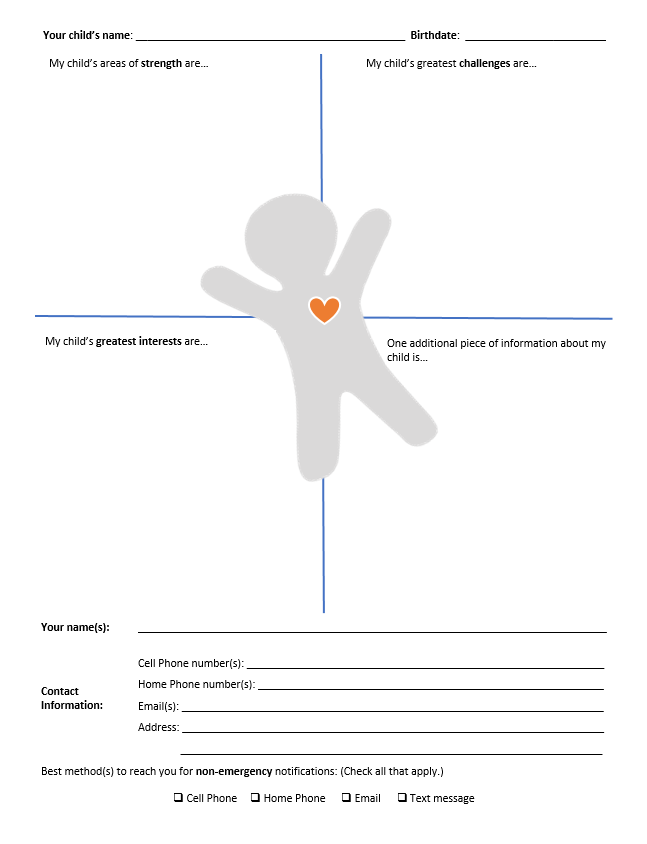 Your child's name: ______________________________ Birthdate: ______________________
My child's areas of strength are…
My child's greatest challenges are…
My child's greatest interests are…
One additional piece of information about my
child is…
Your name(s):
Cell Phone number(s):
Home Phone number(s):
Contact
Information:
Email(s):
Address:
Best method(s) to reach you for non-emergency notifications: (Check all that apply.)
❑ Cell Phone ❑ Home Phone ❑ Email ❑ Text message